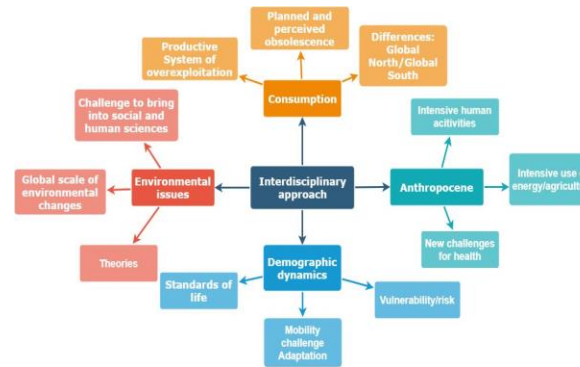 Planned and
perceived
obsolescence
Productive
System of
overexploitation
Differences:
Global
North/Global
South
Consumption
Challenge to bring
into social and
human sciences
Intensive human
acitivities
Global scale of
environmental
changes
Environmental
issues
Interdisciplinary
approach
Anthropocene
Intensive use
energy/agricultu
Theories
New challenges
for health
Demographic
dynamics
Standards of
life
Vulnerability/risk
Mobility
challenge
Adaptation